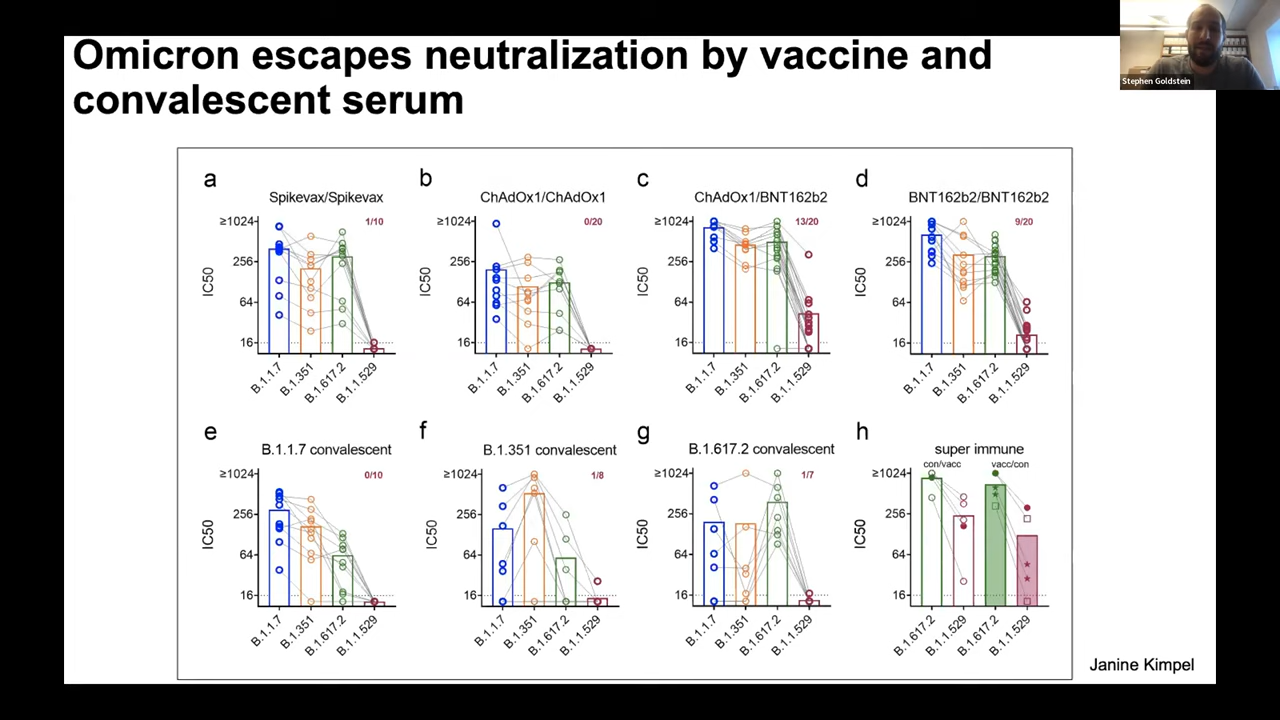 Omicron escapes neutralization by vaccine and
convalescent serum
Stephen Goldstein
a
Spikevax/Spikevax
1/10
≥1024
256
64
16
IC50
B.1.1.7
B.1.351
B.1.617.2
B.1.1.529
b
ChAdOx1/ChAdOx1
0/20
≥1024
256
64
16
IC50
B.1.1.7
B.1.351
B.1.617.2
B.1.1.529
c
ChAdOx1/BNT162b2
13/20
≥1024
256
64
16
IC50
B.1.1.7
B.1.351
B.1.617.2
B.1.1.529
d
BNT162b2/BNT162b2
9/20
≥1024
256
64
16
IC50
B.1.1.7
B.1.351
B.1.617.2
B.1.1.529
e
B.1.1.7 convalescent
0/10
≥1024
256
64
16
IC50
B.1.1.7
B.1.351
B.1.617.2
B.1.1.529
f
B.1.351 convalescent
1/8
≥1024
256
64
16
IC50
B.1.1.7
B.1.351
B.1.617.2
B.1.1.529
g
B.1.617.2 convalescent
1/7
≥1024
256
64
16
IC50
B.1.1.7
B.1.351
B.1.617.2
B.1.1.529
h
super immune
con/vacc vacc/con
≥1024
256
64
16
IC50
B.1.617.2
B.1.1.529
B.1.617.2
B.1.1.529
Janine Kimpel